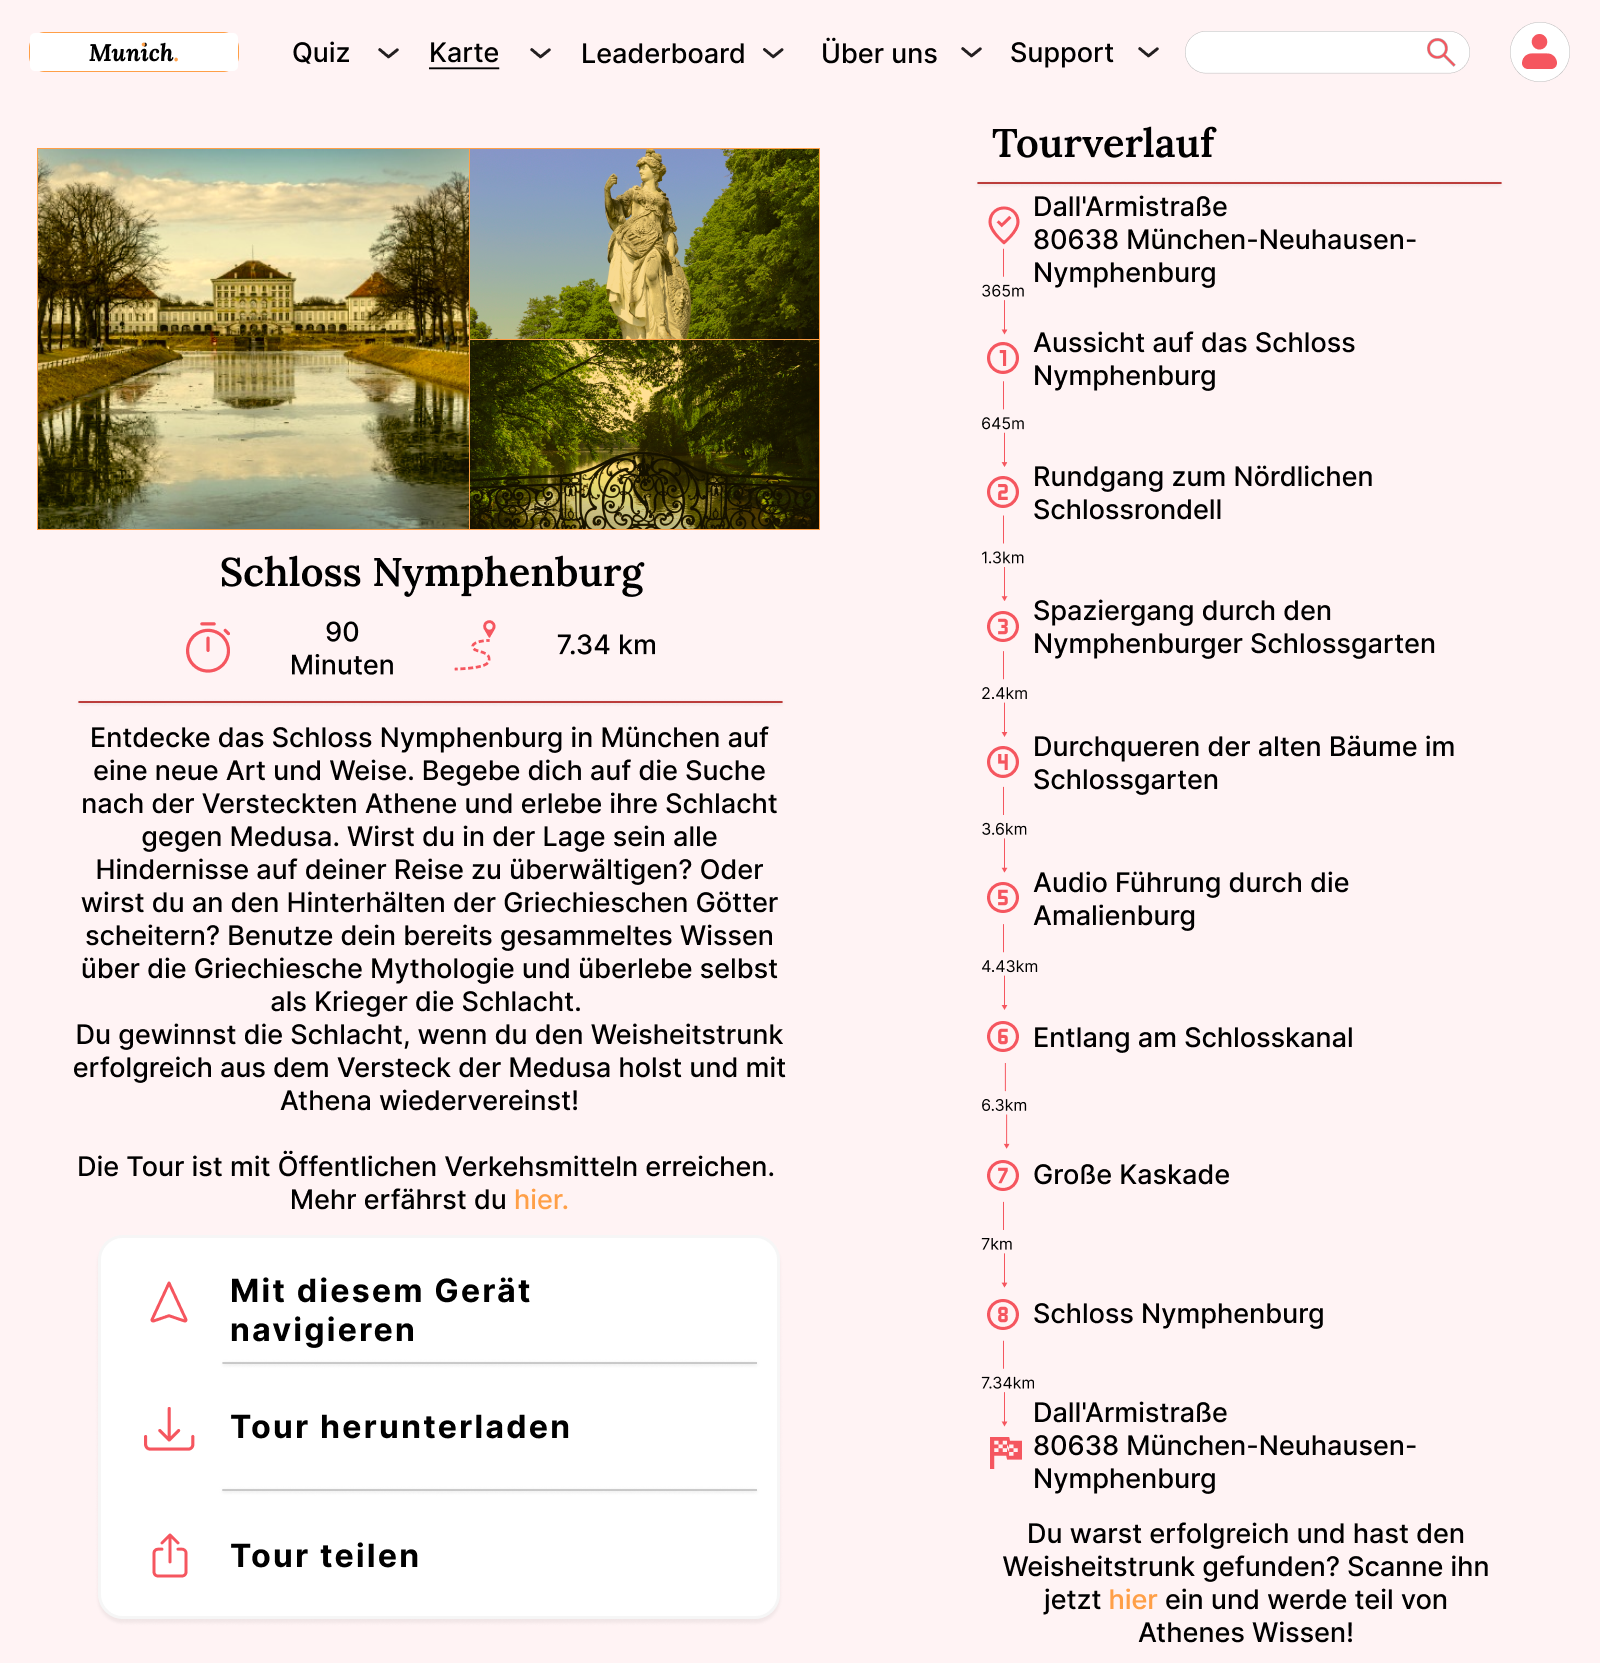 Munich.
Quiz
Karte
Leaderboard
Über uns
Support
Schloss Nymphenburg
90
Minuten
7.34 km
Entdecke das Schloss Nymphenburg in München auf
eine neue Art und Weise. Begebe dich auf die Suche
nach der Versteckten Athene und erlebe ihre Schlacht
gegen Medusa. Wirst du in der Lage sein alle
Hindernisse auf deiner Reise zu überwältigen? Oder
wirst du an den Hinterhälten der Griechieschen Götter
scheitern? Benutze dein bereits gesammeltes Wissen
über die Griechiesche Mythologie und überlebe selbst
als Krieger die Schlacht.
Du gewinnst die Schlacht, wenn du den Weisheitstrunk
erfolgreich aus dem Versteck der Medusa holst und mit
Athena wiedervereinst!
Die Tour ist mit Öffentlichen Verkehsmitteln erreichen.
Mehr erfährst du hier.
Mit diesem Gerät
navigieren
Tour herunterladen
Tour teilen
Tourverlauf
Dall'Armistraße
80638 München-Neuhausen-
Nymphenburg
365m
1
Aussicht auf das Schloss
Nymphenburg
645m
2
Rundgang zum Nördlichen
Schlossrondell
1.3km
3
Spaziergang durch den
Nymphenburger Schlossgarten
2.4km
4
Durchqueren der alten Bäume im
Schlossgarten
3.6km
5
Audio Führung durch die
Amalienburg
4.43km
6
Entlang am Schlosskanal
6.3km
7
Große Kaskade
7km
8
Schloss Nymphenburg
7.34km
Dall'Armistraße
80638 München-Neuhausen-
Nymphenburg
Du warst erfolgreich und hast den
Weisheitstrunk gefunden? Scanne ihn
jetzt hier ein und werde teil von
Athenes Wissen!